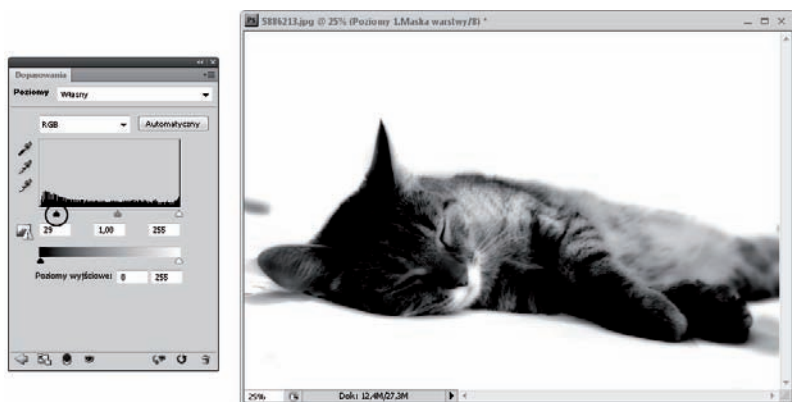 Dopasowania
Poziomy Własny
RGB Automatyczny
29 1,00 255
Poziomy wyjściowe: 0 255
5886213.jpg @ 25% (Poziomy 1,Maska warstwy/8) *
25% Dok: 12,4M/27,3M